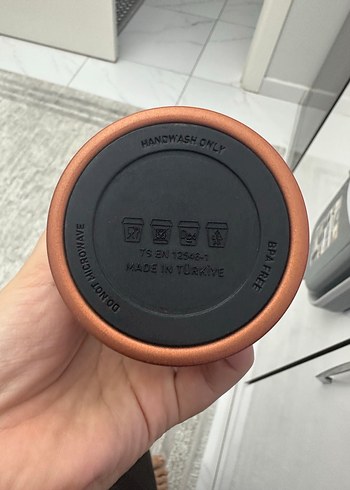 HANDWASH ONLY
TS EN 12546-1
MADE IN TÜRKİYE
DO NOT MICROWAVE
BPA FREE